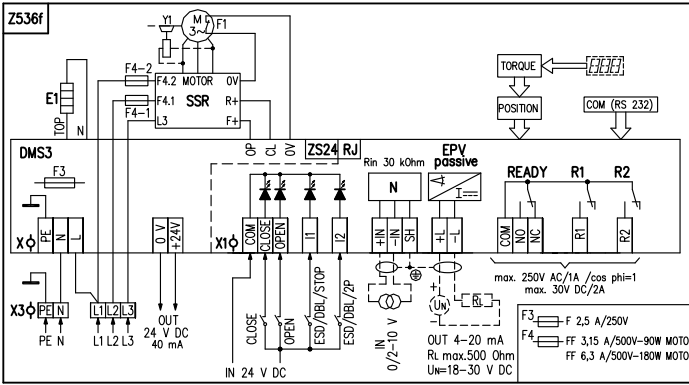 Z536f
Y1
M
3~
F1
F4-2
F4.2 MOTOR 0V
SSR
F4.1 R+
F4-1
L3 F+
E1
TOP
N
TORQUE
POSITION
COM (RS 232)
OP
CL
0V
DMS3
F3
ZS24 RJ
Rin 30 kOhm
N
EPV
passive
READY R1 R2
X
PE
N
L
0 V
+24V
X1
COM
CLOSE
OPEN
I1
I2
+IN
-IN
SH
+L
-L
COM
NO
NC
R1
R2
max. 250V AC/1A /cos phi=1
max. 30V DC/2A
X3
PE N
L1 L2 L3
PE N
L1 L2 L3
OUT
24 V DC
40 mA
CLOSE
OPEN
ESD/DBL/STOP
ESD/DBL/2P
IN 24 V DC
IN
0/2-10 V
+
UN
-
RL
OUT 4-20 mA
RL max.500 Ohm
UN=18-30 V DC
F3 F 2,5 A/250V
F4 FF 3,15 A/500V-90W MOTO
FF 6,3 A/500V-180W MOTO